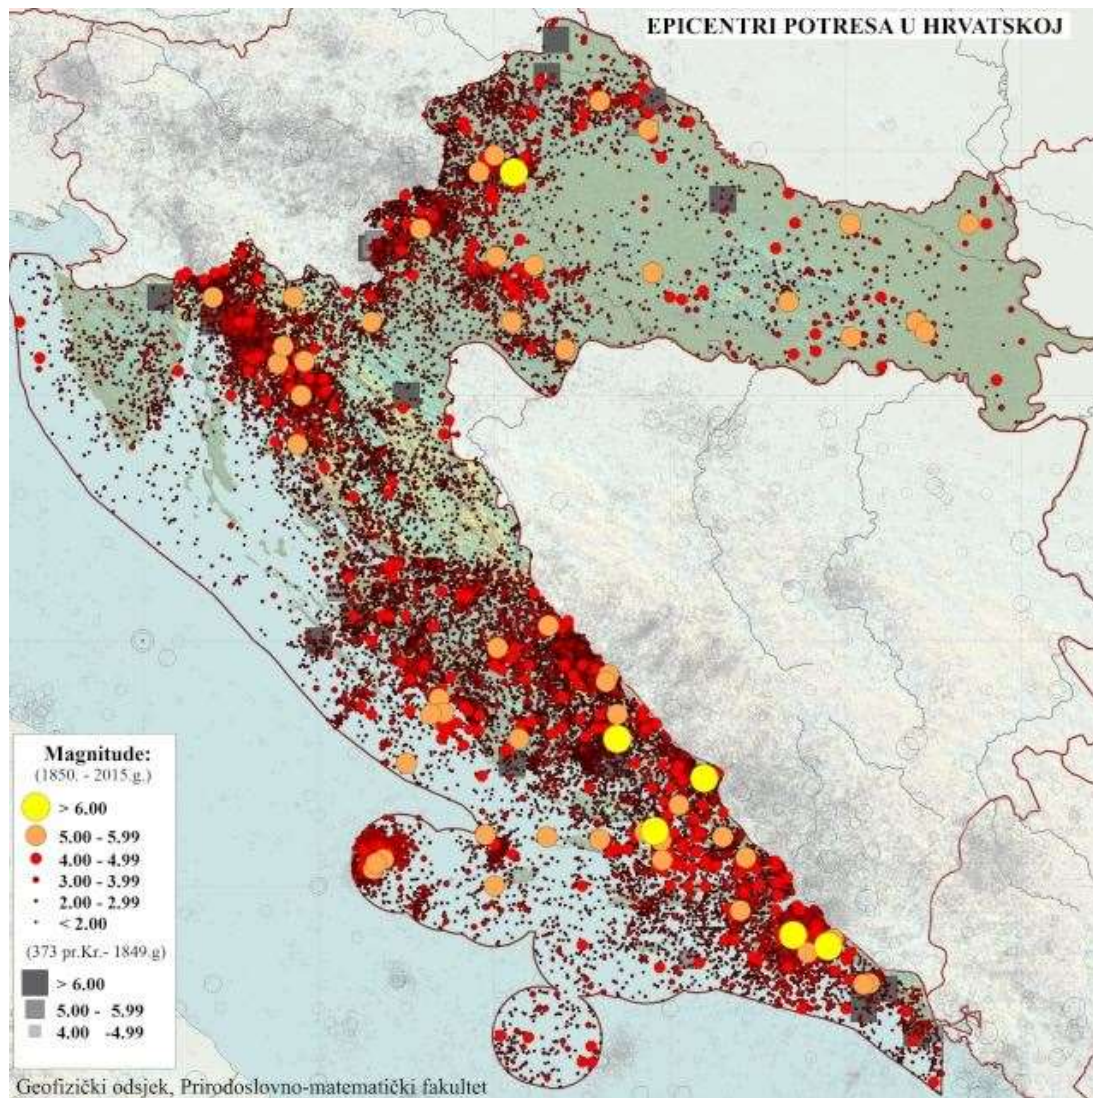 EPICENTRI POTRESA U HRVATSKOJ
Magnitude:
(1850. - 2015.g.)
> 6.00
5.00 - 5.99
4.00 - 4.99
3.00 - 3.99
2.00 - 2.99
< 2.00
(373 pr.Kr.- 1849.g)
> 6.00
5.00 - 5.99
4.00 -4.99
Geofizički odsjek, Prirodoslovno-matematički fakultet